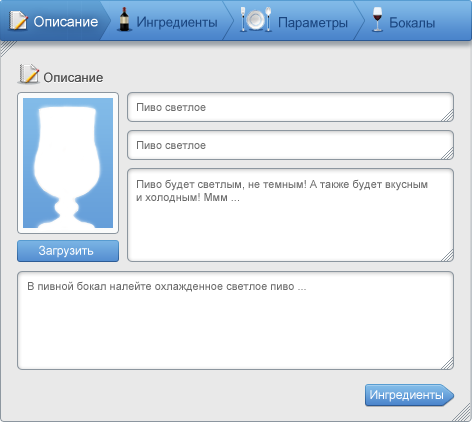 Описание
Ингредиенты
Параметры
Бокалы
Описание
Пиво светлое
Пиво светлое
Пиво будет светлым, не темным! А также будет вкусным
и холодным! Ммм ...
Загрузить
В пивной бокал налейте охлажденное светлое пиво ...
Ингредиенты